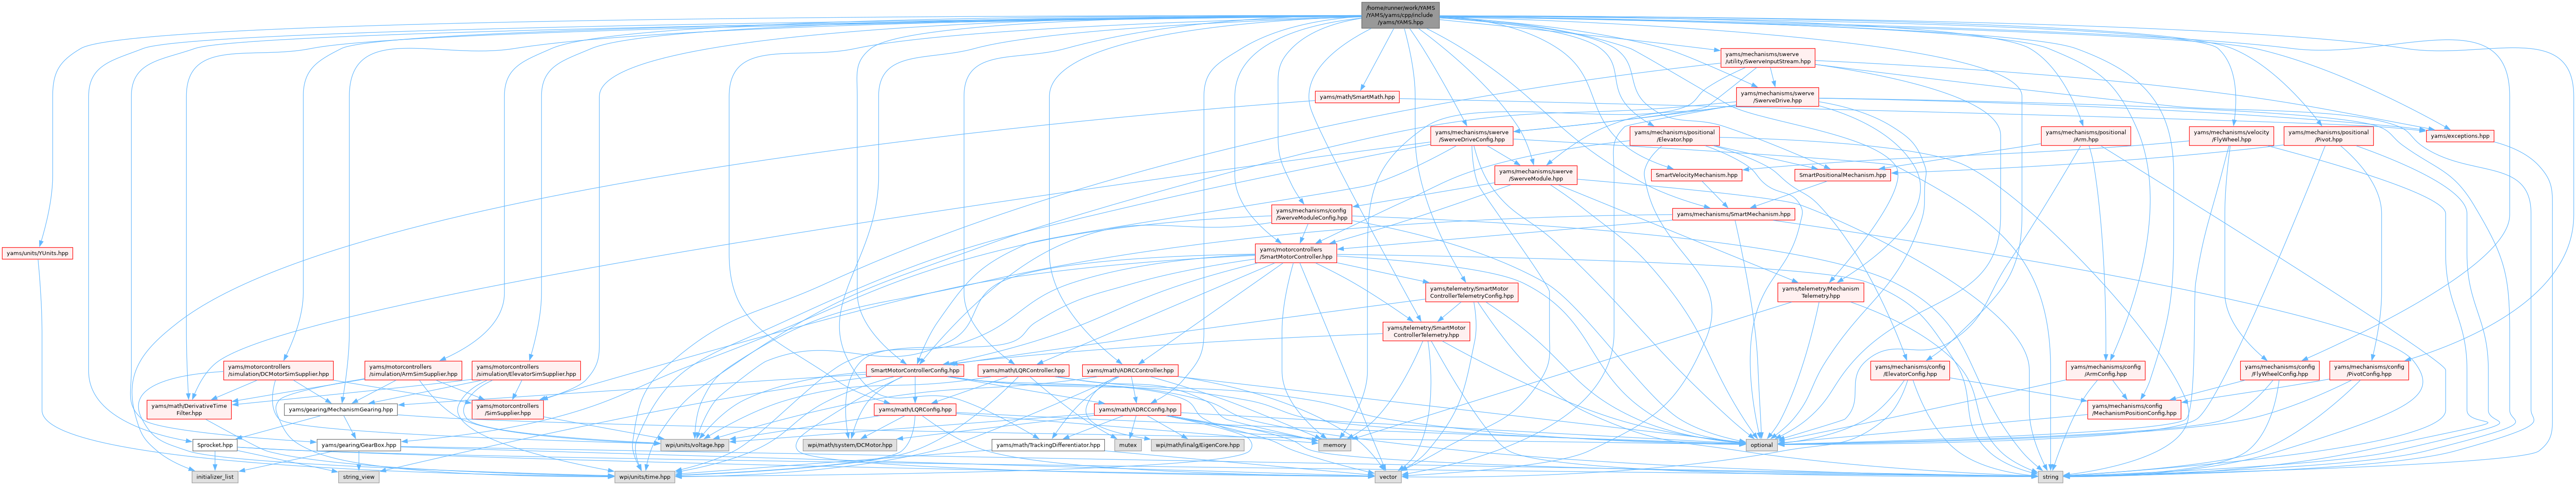 /home/runner/work/YAMS
/YAMS/yams/cpp/include
/yams/YAMS.hpp
yams/mechanisms/swerve
/utility/SwerveInputStream.hpp
yams/math/SmartMath.hpp
yams/mechanisms/swerve
/SwerveDrive.hpp
yams/mechanisms/swerve
/SwerveDriveConfig.hpp
yams/mechanisms/positional
/Elevator.hpp
yams/mechanisms/positional
/Arm.hpp
yams/mechanisms/velocity
/FlyWheel.hpp
yams/mechanisms/positional
/Pivot.hpp
yams/exceptions.hpp
yams/mechanisms/swerve
/SwerveModule.hpp
SmartVelocityMechanism.hpp
SmartPositionalMechanism.hpp
yams/mechanisms/config
/SwerveModuleConfig.hpp
yams/mechanisms/SmartMechanism.hpp
yams/units/YUnits.hpp
yams/motorcontrollers
/SmartMotorController.hpp
yams/telemetry/SmartMotor
ControllerTelemetryConfig.hpp
yams/telemetry/Mechanism
Telemetry.hpp
yams/telemetry/SmartMotor
ControllerTelemetry.hpp
yams/motorcontrollers
/simulation/DCMotorSimSupplier.hpp
yams/motorcontrollers
/simulation/ArmSimSupplier.hpp
yams/motorcontrollers
/simulation/ElevatorSimSupplier.hpp
SmartMotorControllerConfig.hpp
yams/math/LQRController.hpp
yams/math/ADRCController.hpp
yams/mechanisms/config
/ElevatorConfig.hpp
yams/mechanisms/config
/ArmConfig.hpp
yams/mechanisms/config
/FlyWheelConfig.hpp
yams/mechanisms/config
/PivotConfig.hpp
yams/math/DerivativeTime
Filter.hpp
yams/gearing/MechanismGearing.hpp
yams/motorcontrollers
/SimSupplier.hpp
yams/math/LQRConfig.hpp
yams/math/ADRCConfig.hpp
yams/mechanisms/config
/MechanismPositionConfig.hpp
Sprocket.hpp
yams/gearing/GearBox.hpp
wpi/units/voltage.hpp
wpi/math/system/DCMotor.hpp
yams/math/TrackingDifferentiator.hpp
mutex
wpi/math/linalg/EigenCore.hpp
memory
optional
initializer_list
string_view
wpi/units/time.hpp
vector
string